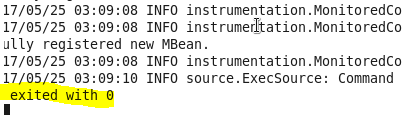 17/05/25 03:09:08 INFO instrumentation.MonitoredCo
17/05/25 03:09:08 INFO instrumentation.MonitoredCo
ully registered new MBean.
17/05/25 03:09:08 INFO instrumentation.MonitoredCo
17/05/25 03:09:10 INFO source.ExecSource: Command
exited with 0